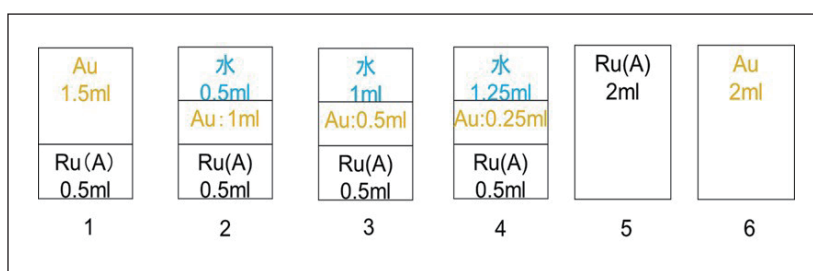 Au
1.5ml
Ru(A)
0.5ml
1
水
0.5ml
Au:1ml
Ru(A)
0.5ml
2
水
1ml
Au:0.5ml
Ru(A)
0.5ml
3
水
1.25ml
Au:0.25ml
Ru(A)
0.5ml
4
Ru(A)
2ml
5
Au
2ml
6